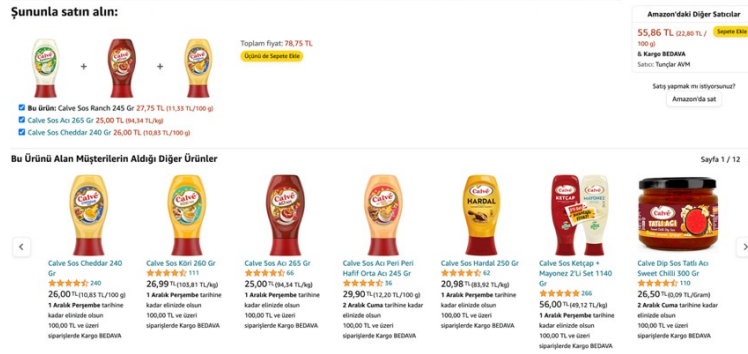 Şununla satın alın:
Toplam fiyat: 78,75 TL
Üçünü de Sepete Ekle
+
+
Bu ürün: Calve Sos Ranch 245 Gr 27,75 TL (11,33 TL/100 g)
Calve Sos Acı 265 Gr 25,00 TL (94,34 TL/kg)
Calve Sos Cheddar 240 Gr 26,00 TL (10,83 TL/100 g)
Amazon'daki Diğer Satıcılar
55,86 TL (22,80 TL /
100 g)
Sepete Ekle
& Kargo BEDAVA
Satıcı: Tunçlar AVM
Satış yapmak mı istiyorsunuz?
Amazon'da sat
Bu Ürünü Alan Müşterilerin Aldığı Diğer Ürünler
Sayfa 1 / 12
Calvé
Calvé
Calvé
Calvé
Calvé
HARDAL
Calvé
KETÇAP
Calvé
MAYONEZ
Calvé
TATLI ACI
Calve Sos Cheddar 240
Gr
240
26,00 TL (10,83 TL/100 g)
1 Aralık Perşembe tarihine
kadar elinizde olsun
100,00 TL ve üzeri
siparişlerde Kargo BEDAVA
Calve Sos Köri 260 Gr
111
26,99 TL (103,81 TL/kg)
1 Aralık Perşembe tarihine
kadar elinizde olsun
100,00 TL ve üzeri
siparişlerde Kargo BEDAVA
Calve Sos Acı 265 Gr
66
25,00 TL (94,34 TL/kg)
1 Aralık Perşembe tarihine
kadar elinizde olsun
100,00 TL ve üzeri
siparişlerde Kargo BEDAVA
Calve Sos Acı Peri Peri
Hafif Orta Acı 245 Gr
36
29,90 TL (12,20 TL/100 g)
2 Aralık Cuma tarihine kadar
elinizde olsun
100,00 TL ve üzeri
siparişlerde Kargo BEDAVA
Calve Sos Hardal 250 Gr
62
20,98 TL (83,92 TL/kg)
1 Aralık Perşembe tarihine
kadar elinizde olsun
100,00 TL ve üzeri
siparişlerde Kargo BEDAVA
Calve Sos Ketçap +
Mayonez 2'Li Set 1140
Gr
266
56,00 TL (49,12 TL/kg)
1 Aralık Perşembe tarihine
kadar elinizde olsun
100,00 TL ve üzeri
siparişlerde Kargo BEDAVA
Calve Dip Sos Tatlı Acı
Sweet Chilli 300 Gr
110
26,50 TL (0,09 TL/Gram)
2 Aralık Cuma tarihine kadar
elinizde olsun
100,00 TL ve üzeri
siparişlerde Kargo BEDAVA